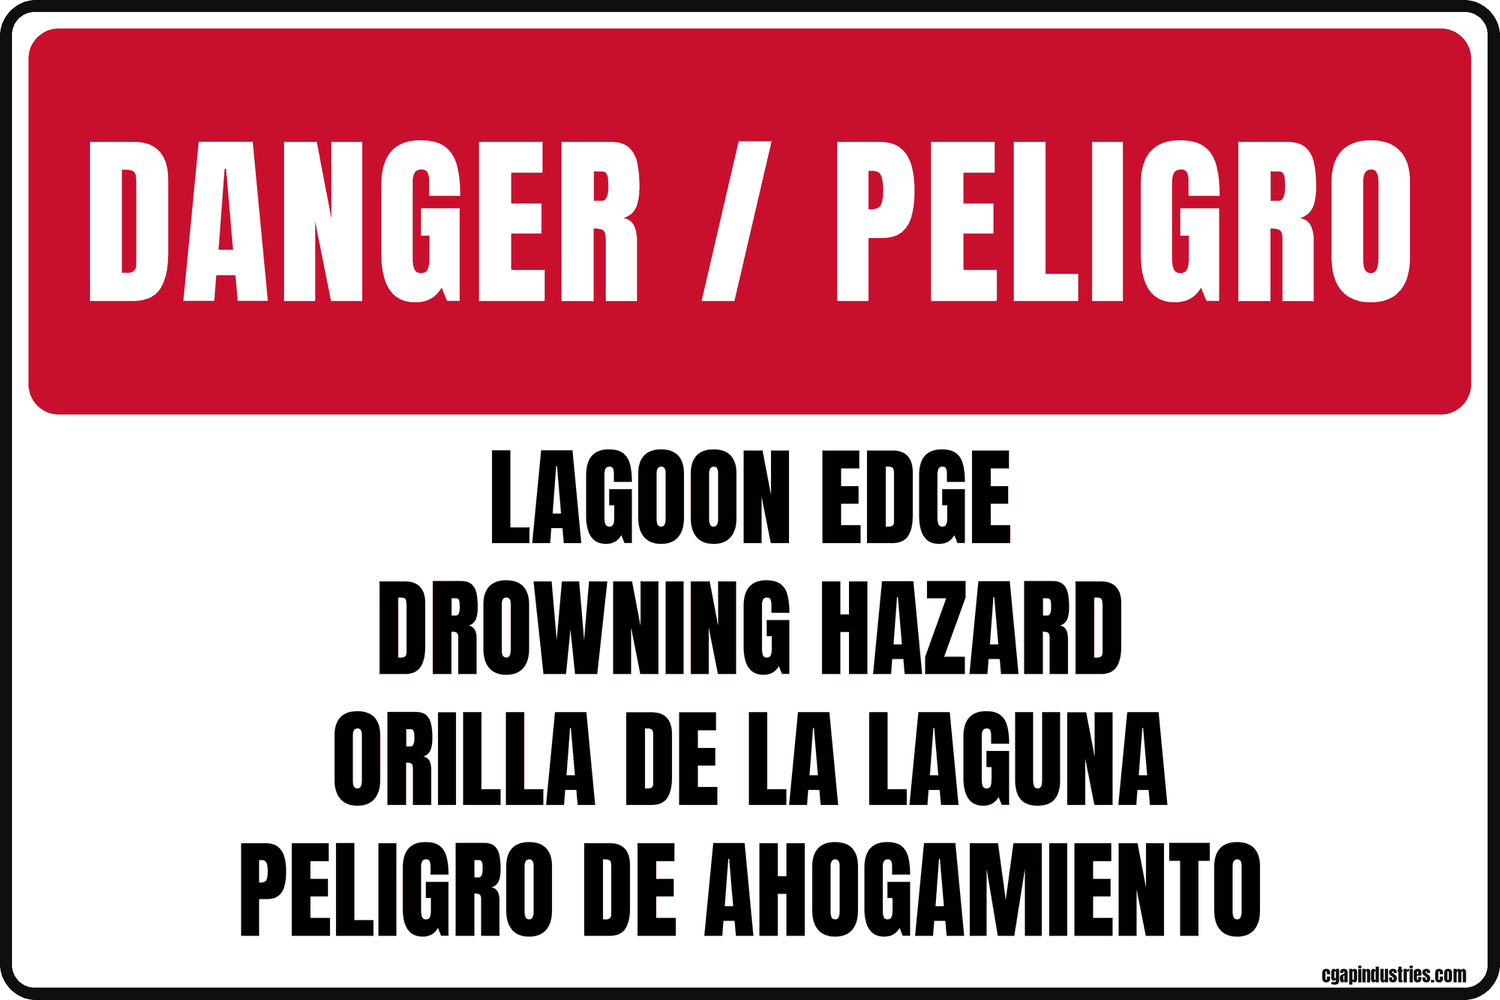 DANGER / PELIGRO
LAGOON EDGE
DROWNING HAZARD
ORILLA DE LA LAGUNA
PELIGRO DE AHOGAMIENTO
cgapindustries.com